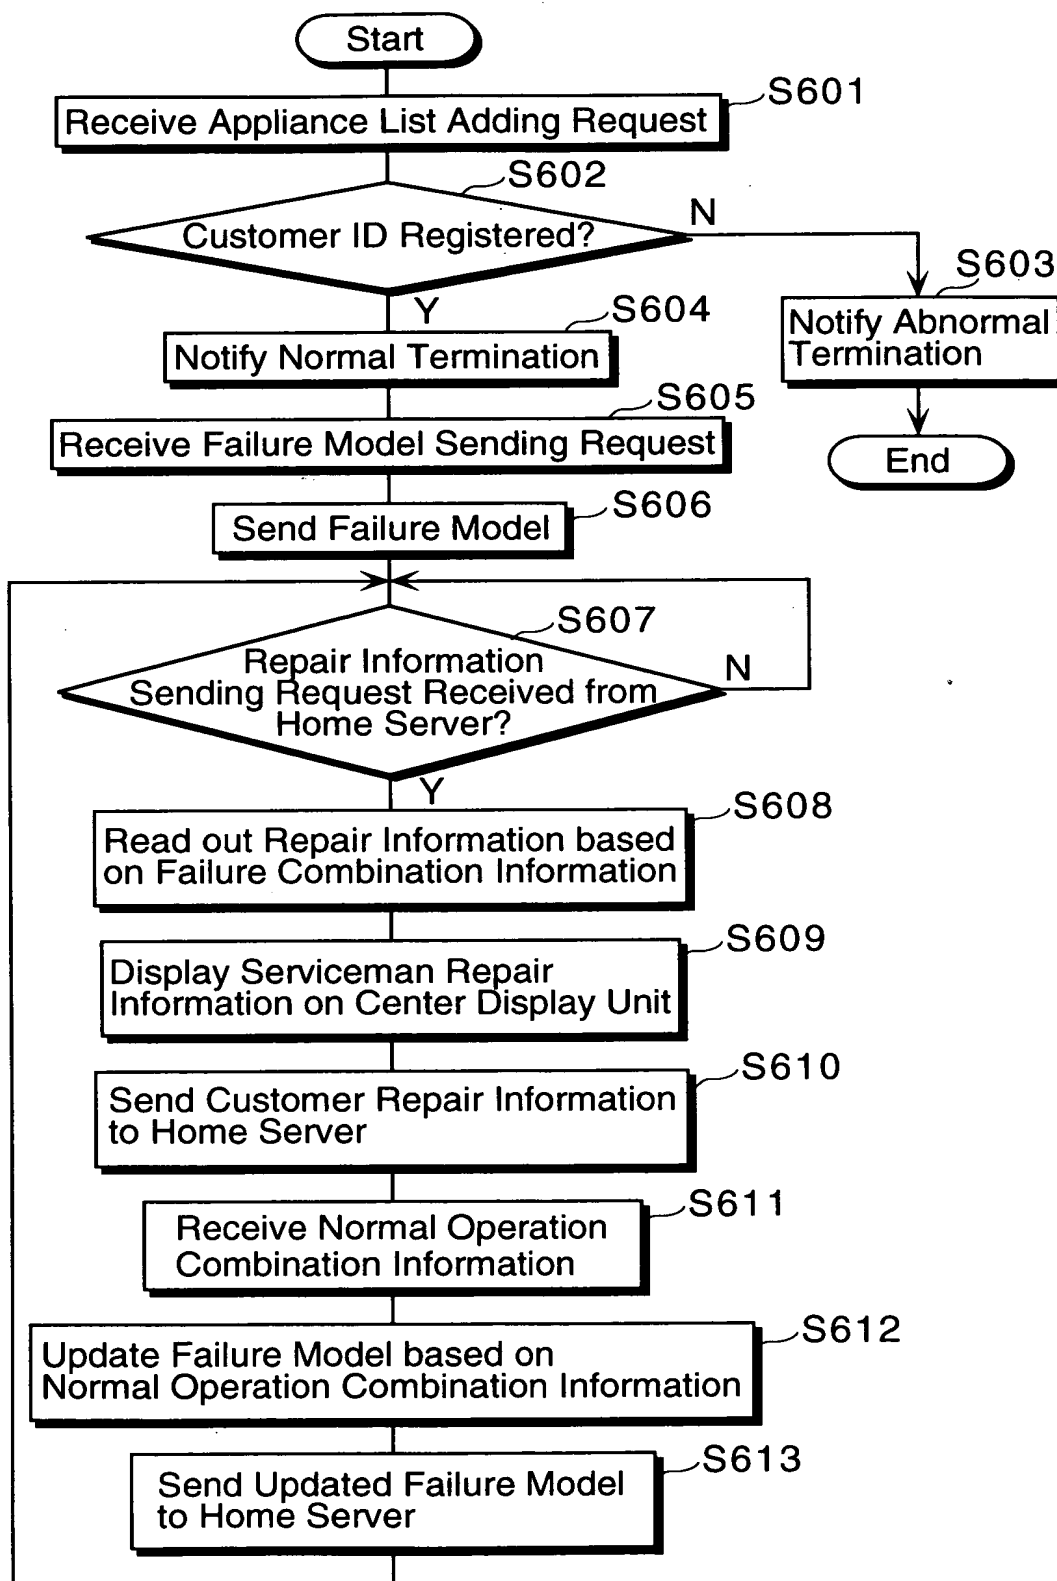 Start
S601
Receive Appliance List Adding Request
S602
Customer ID Registered?
N
S603
Notify Abnormal
Termination
End
Y
S604
Notify Normal Termination
S605
Receive Failure Model Sending Request
S606
Send Failure Model
S607
Repair Information
Sending Request Received from
Home Server?
N
Y
S608
Read out Repair Information based
on Failure Combination Information
S609
Display Serviceman Repair
Information on Center Display Unit
S610
Send Customer Repair Information
to Home Server
S611
Receive Normal Operation
Combination Information
S612
Update Failure Model based on
Normal Operation Combination Information
S613
Send Updated Failure Model
to Home Server